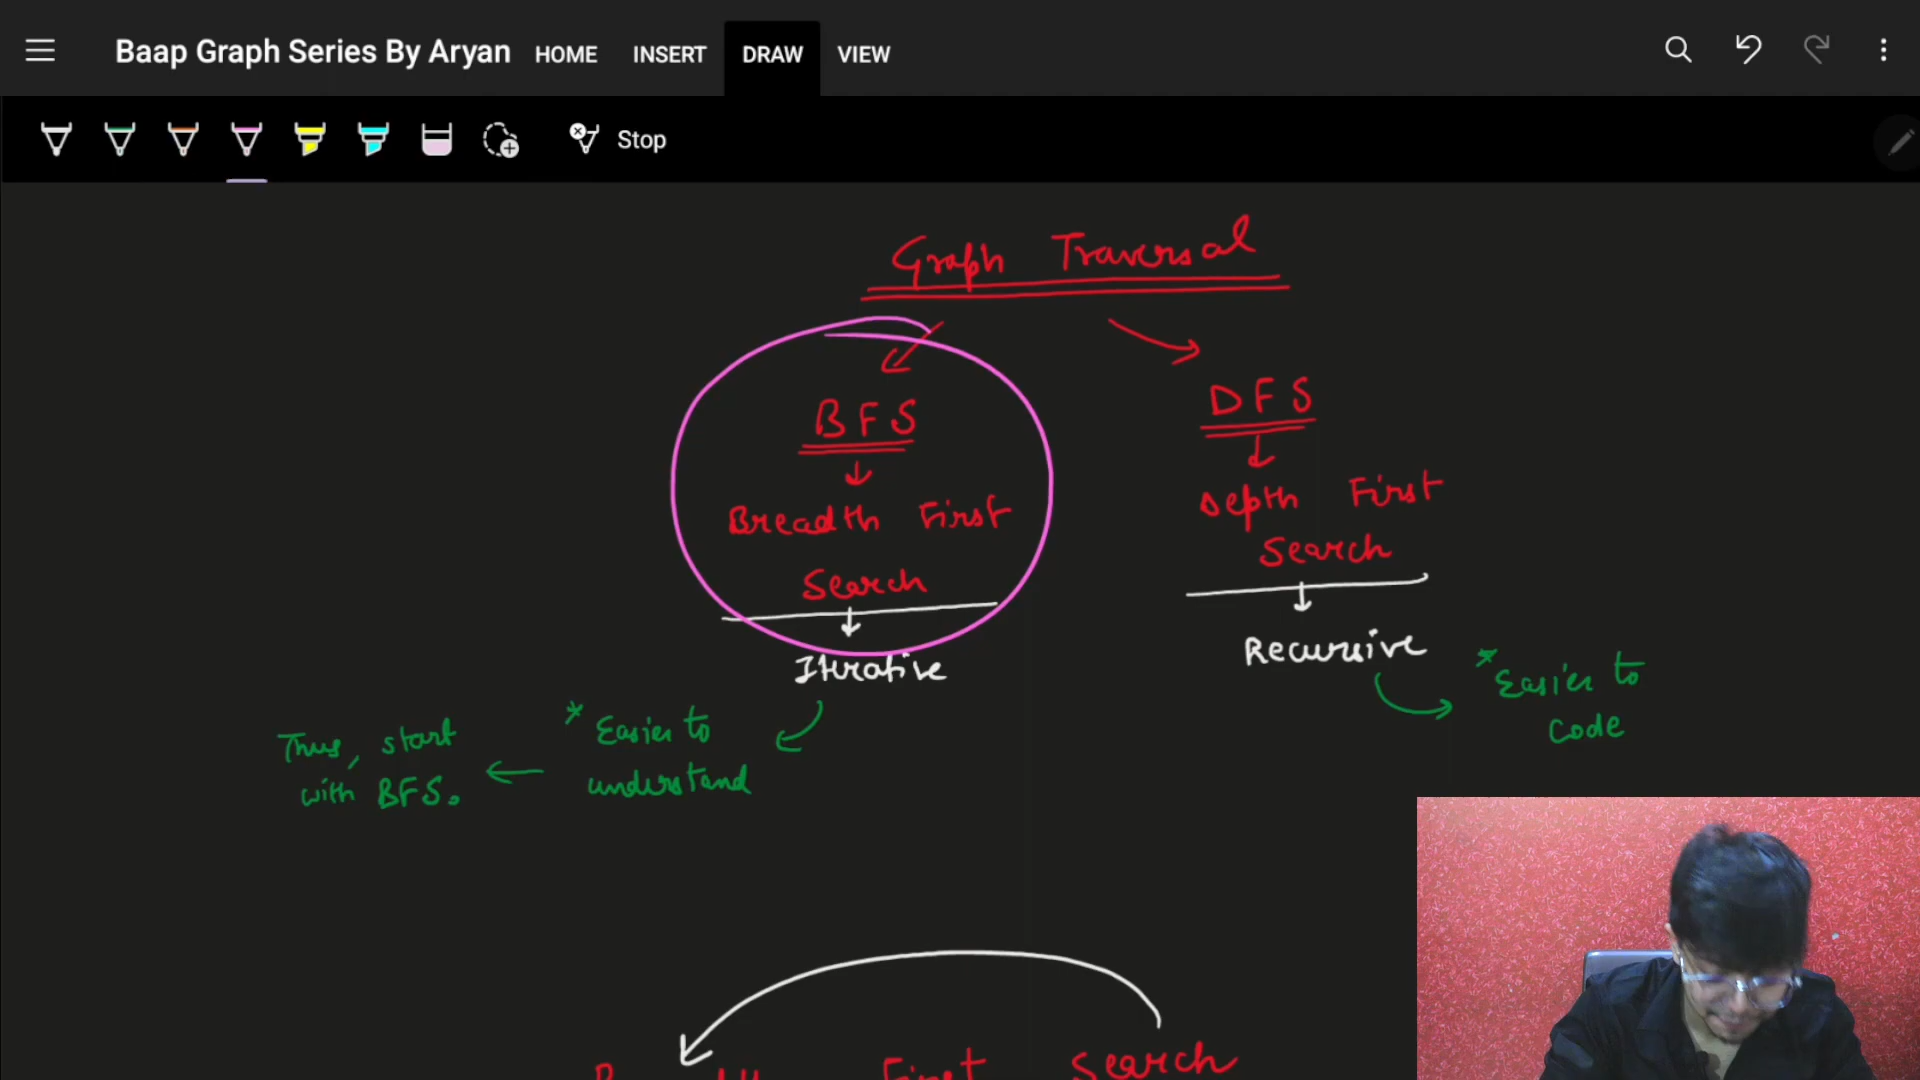 Baap Graph Series By Aryan HOME INSERT DRAW VIEW
Stop
Graph Traversal
BFS
DFS
Breadth First
Search
Depth First
Search
Iterative
Recursive
* Easier to
understand
Thus, start
with BFS.
* Easier to
code
First Search